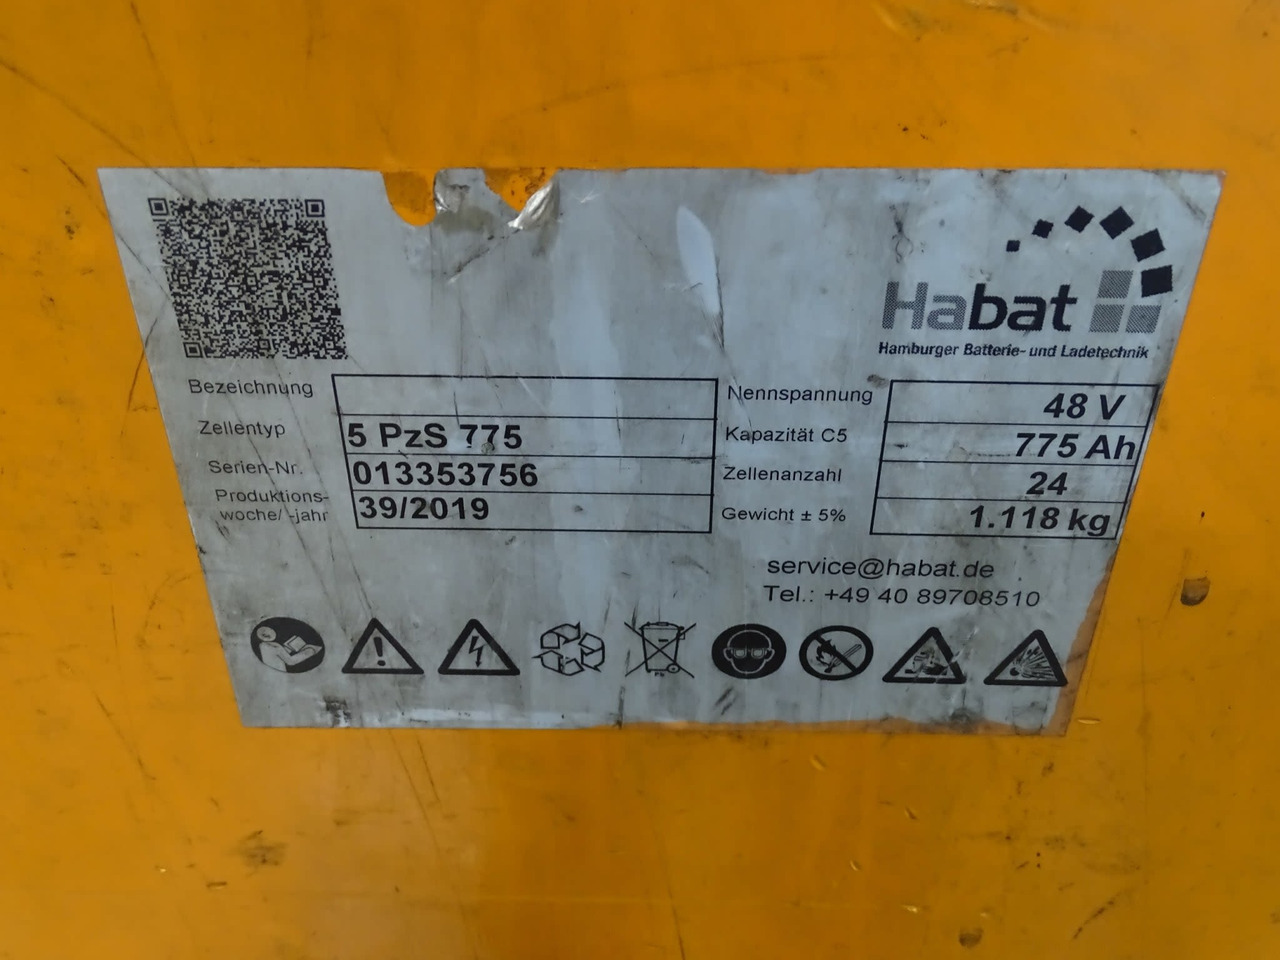 Habat
Hamburger Batterie- und Ladetechnik
Bezeichnung
Zellentyp 5 PzS 775
Serien-Nr. 013353756
Produktions-
woche/ -jahr 39/2019
Nennspannung 48 V
Kapazität C5 775 Ah
Zellenanzahl 24
Gewicht ± 5% 1.118 kg
service@habat.de
Tel.: +49 40 89708510
Pb